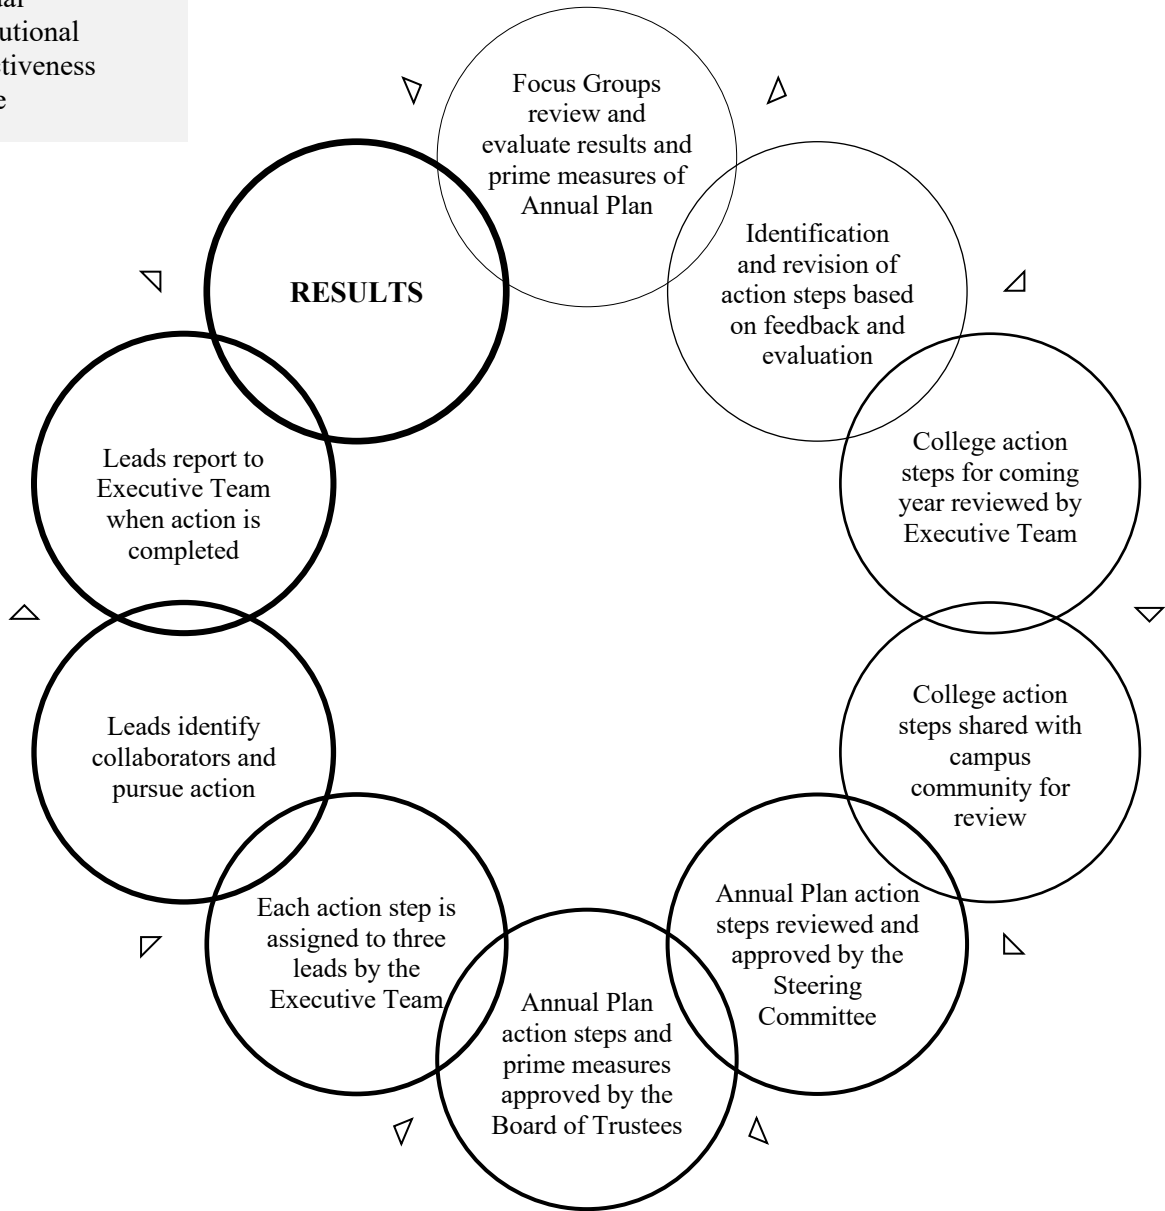 Focus Groups
review and
evaluate results and
prime measures of
Annual Plan
Identification
and revision of
action steps based
on feedback and
evaluation
College action
steps for coming
year reviewed by
Executive Team
College action
steps shared with
campus
community for
review
Annual Plan action
steps reviewed and
approved by the
Steering
Committee
Annual Plan
action steps and
prime measures
approved by the
Board of Trustees
Each action step is
assigned to three
leads by the
Executive Team
Leads identify
collaborators and
pursue action
Leads report to
Executive Team
when action is
completed
RESULTS